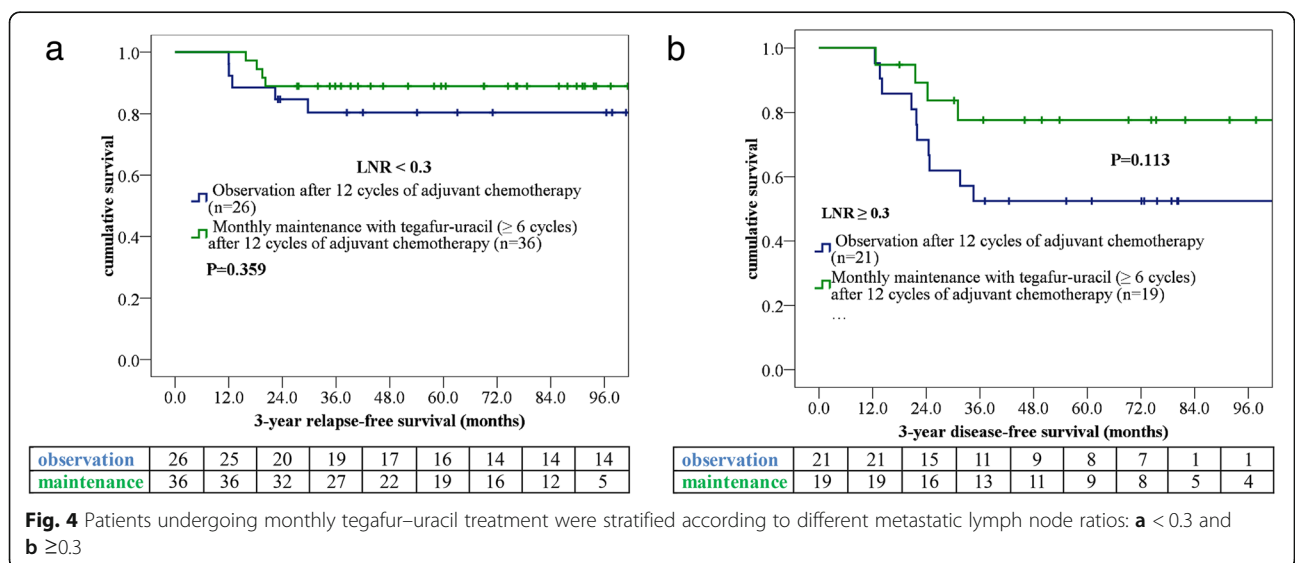 a
1.0
0.8
0.6
0.4
0.2
0.0
cumulative survival
LNR < 0.3
Observation after 12 cycles of adjuvant chemotherapy
(n=26)
Monthly maintenance with tegafur-uracil (≥ 6 cycles)
after 12 cycles of adjuvant chemotherapy (n=36)
P=0.359
0.0 12.0 24.0 36.0 48.0 60.0 72.0 84.0 96.0
3-year relapse-free survival (months)
observation 26 25 20 19 17 16 14 14 14
maintenance 36 36 32 27 22 19 16 12 5
b
1.0
0.8
0.6
0.4
0.2
0.0
cumulative survival
P=0.113
LNR ≥ 0.3
Observation after 12 cycles of adjuvant chemotherapy
(n=21)
Monthly maintenance with tegafur-uracil (≥ 6 cycles)
after 12 cycles of adjuvant chemotherapy (n=19)
...
0.0 12.0 24.0 36.0 48.0 60.0 72.0 84.0 96.0
3-year disease-free survival (months)
observation 21 21 15 11 9 8 7 1 1
maintenance 19 19 16 13 11 9 8 5 4
Fig. 4 Patients undergoing monthly tegafur–uracil treatment were stratified according to different metastatic lymph node ratios: a < 0.3 and
b ≥0.3